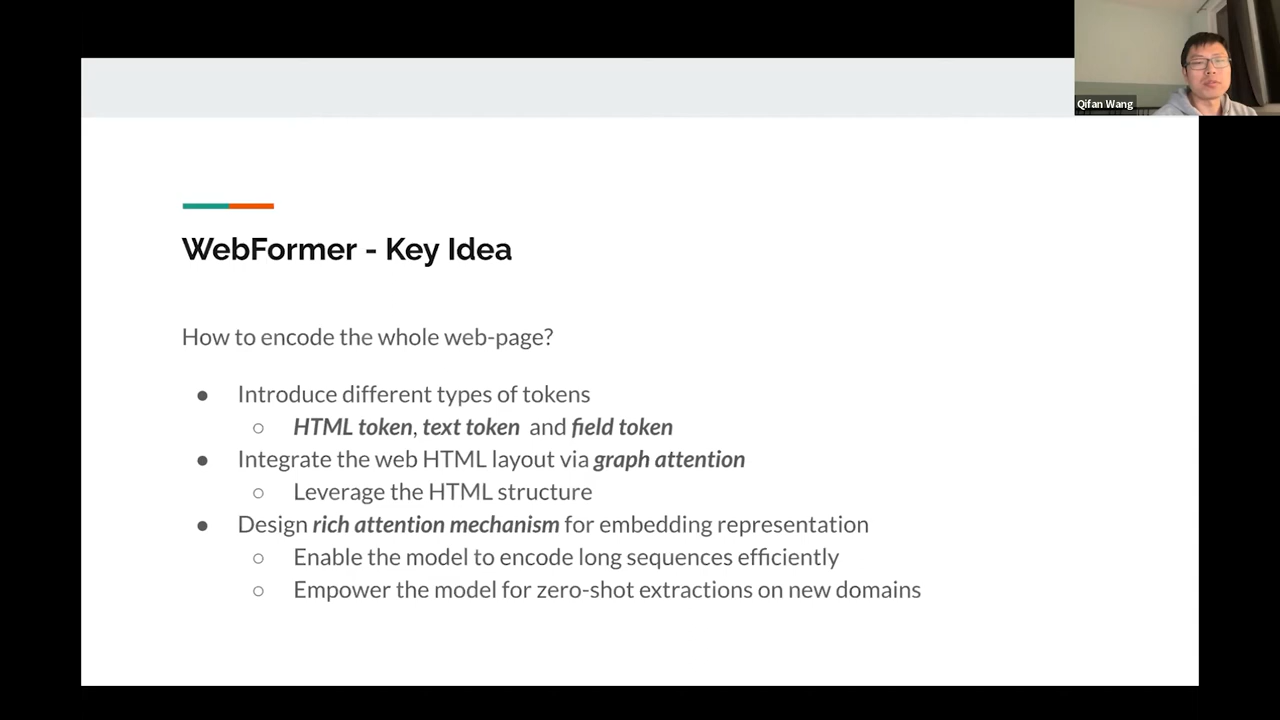 Qifan Wang
WebFormer - Key Idea
How to encode the whole web-page?
● Introduce different types of tokens
○ HTML token, text token and field token
● Integrate the web HTML layout via graph attention
○ Leverage the HTML structure
● Design rich attention mechanism for embedding representation
○ Enable the model to encode long sequences efficiently
○ Empower the model for zero-shot extractions on new domains